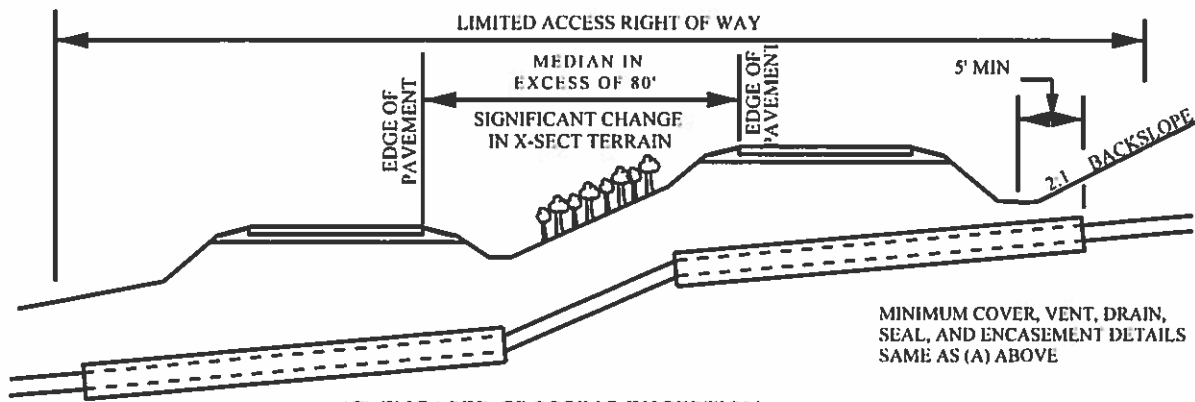 LIMITED ACCESS RIGHT OF WAY
EDGE OF
PAVEMENT
MEDIAN IN
EXCESS OF 80'
SIGNIFICANT CHANGE
IN X-SECT TERRAIN
EDGE OF
PAVEMENT
5' MIN
2:1 BACKSLOPE
MINIMUM COVER, VENT, DRAIN,
SEAL, AND ENCASEMENT DETAILS
SAME AS (A) ABOVE